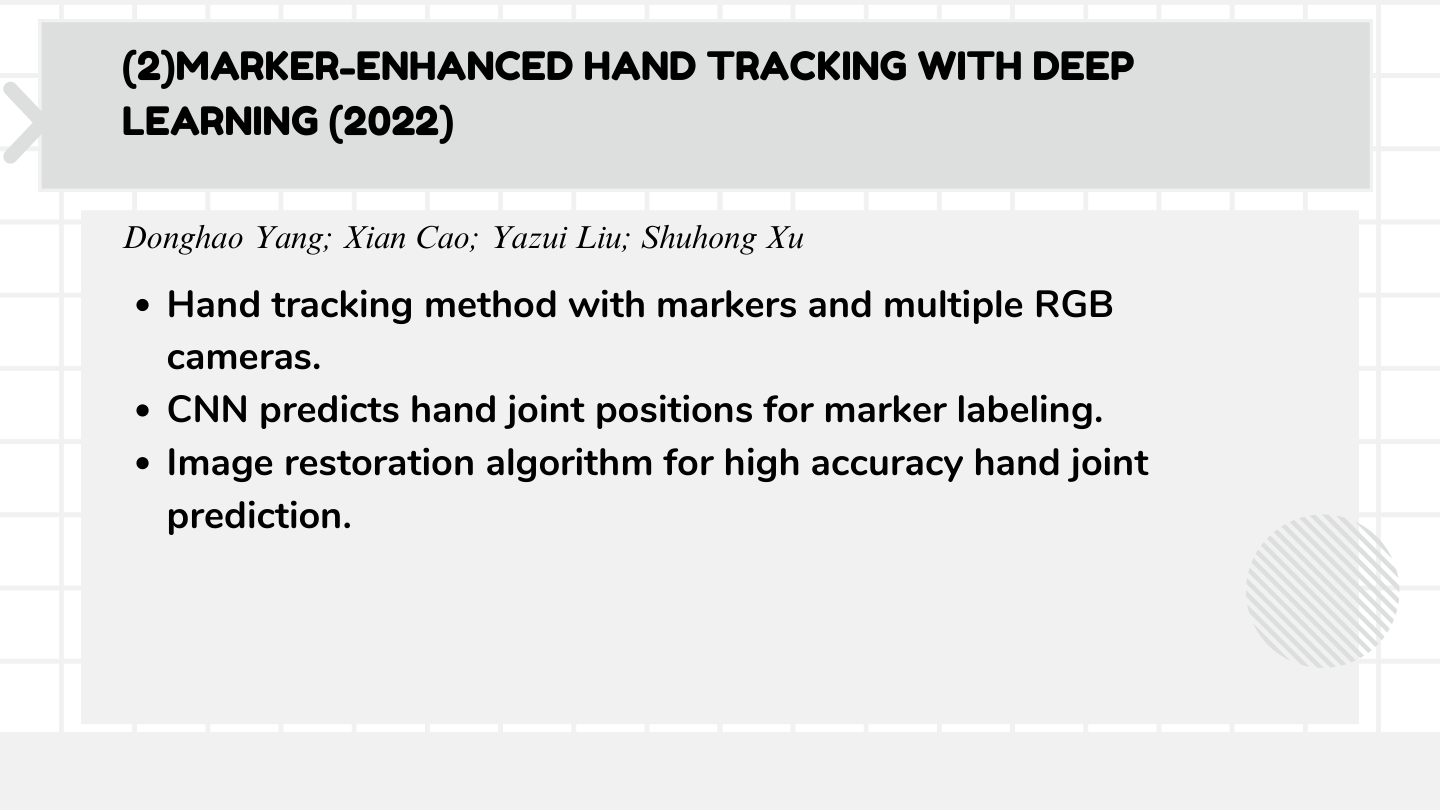 (2)MARKER-ENHANCED HAND TRACKING WITH DEEP
LEARNING (2022)
Donghao Yang; Xian Cao; Yazui Liu; Shuhong Xu
• Hand tracking method with markers and multiple RGB
cameras.
• CNN predicts hand joint positions for marker labeling.
• Image restoration algorithm for high accuracy hand joint
prediction.